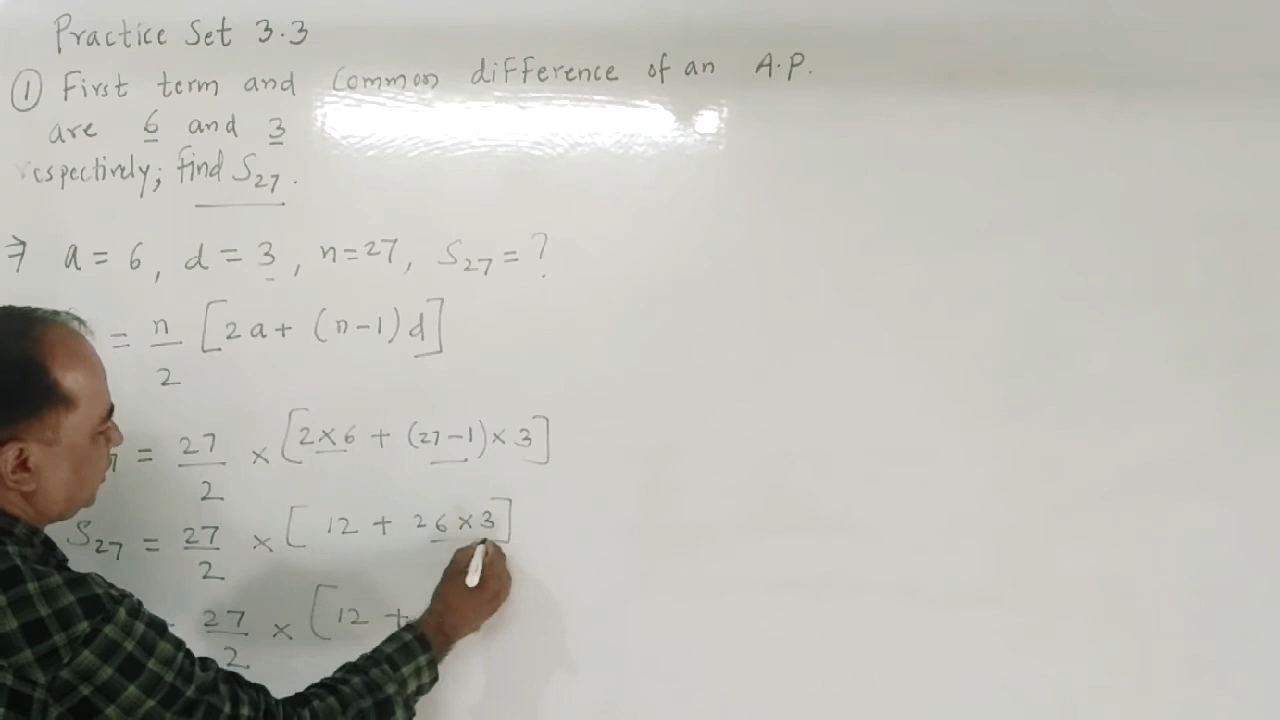 Practice Set 3.3
① First term and common difference of an A.P.
are 6 and 3
respectively; find S₂₇.
⇒ a = 6, d = 3, n=27, S₂₇ = ?
= n/2 [2a + (n-1)d]
= 27/2 × [2×6 + (27-1)×3]
S₂₇ = 27/2 × [12 + 26×3]
27/2 × [12 +